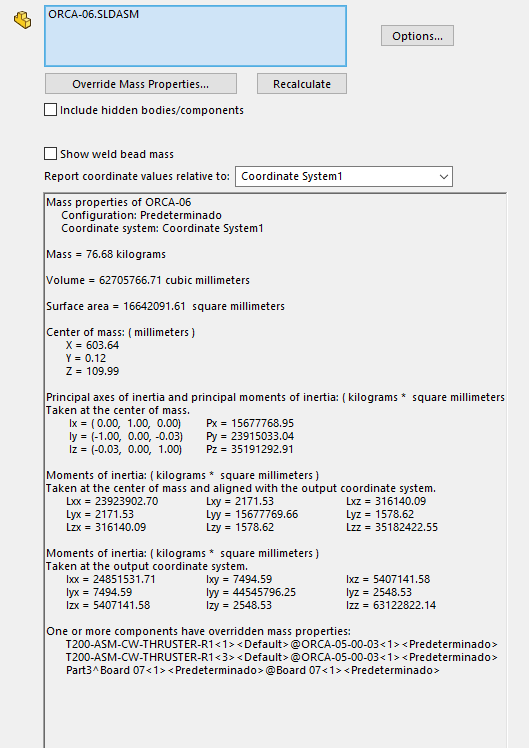 ORCA-06.SLDASM
Options...
Override Mass Properties...
Recalculate
Include hidden bodies/components
Show weld bead mass
Report coordinate values relative to:
Coordinate System1
Mass properties of ORCA-06
Configuration: Predeterminado
Coordinate system: Coordinate System1
Mass = 76.68 kilograms
Volume = 62705766.71 cubic millimeters
Surface area = 16642091.61 square millimeters
Center of mass: ( millimeters )
X = 603.64
Y = 0.12
Z = 109.99
Principal axes of inertia and principal moments of inertia: ( kilograms * square millimeters
Taken at the center of mass.
Ix = ( 0.00, 1.00, 0.00) Px = 15677768.95
Iy = (-1.00, 0.00, -0.03) Py = 23915033.04
Iz = (-0.03, 0.00, 1.00) Pz = 35191292.91
Moments of inertia: ( kilograms * square millimeters )
Taken at the center of mass and aligned with the output coordinate system.
Lxx = 23923902.70 Lxy = 2171.53 Lxz = 316140.09
Lyx = 2171.53 Lyy = 15677769.66 Lyz = 1578.62
Lzx = 316140.09 Lzy = 1578.62 Lzz = 35182422.55
Moments of inertia: ( kilograms * square millimeters )
Taken at the output coordinate system.
Ixx = 24851531.71 Ixy = 7494.59 Ixz = 5407141.58
Iyx = 7494.59 Iyy = 44545796.25 Iyz = 2548.53
Izx = 5407141.58 Izy = 2548.53 Izz = 63122822.14
One or more components have overridden mass properties:
T200-ASM-CW-THRUSTER-R1<1><Default>@ORCA-05-00-03<1><Predeterminado>
T200-ASM-CW-THRUSTER-R1<3><Default>@ORCA-05-00-03<1><Predeterminado>
Part3^Board 07<1><Predeterminado>@Board 07<1><Predeterminado>